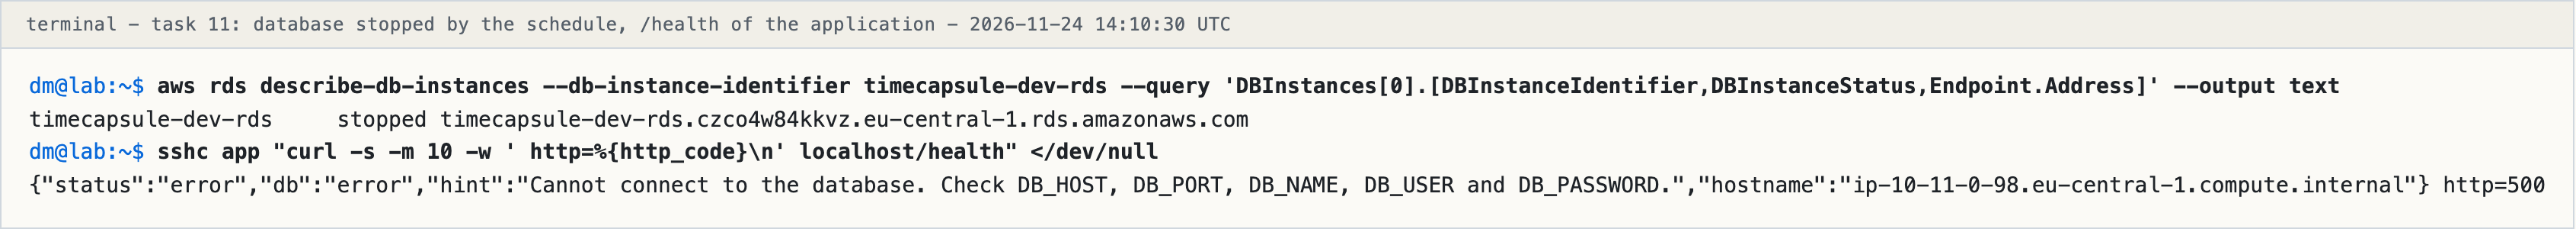 terminal – task 11: database stopped by the schedule, /health of the application – 2026-11-24 14:10:30 UTC
dm@lab:~$ aws rds describe-db-instances --db-instance-identifier timecapsule-dev-rds --query 'DBInstances[0].[DBInstanceIdentifier,DBInstanceStatus,Endpoint.Address]' --output text
timecapsule-dev-rds     stopped timecapsule-dev-rds.czco4w84kkvz.eu-central-1.rds.amazonaws.com
dm@lab:~$ sshc app "curl -s -m 10 -w ' http=%{http_code}\n' localhost/health" </dev/null
{"status":"error","db":"error","hint":"Cannot connect to the database. Check DB_HOST, DB_PORT, DB_NAME, DB_USER and DB_PASSWORD.","hostname":"ip-10-11-0-98.eu-central-1.compute.internal"} http=500